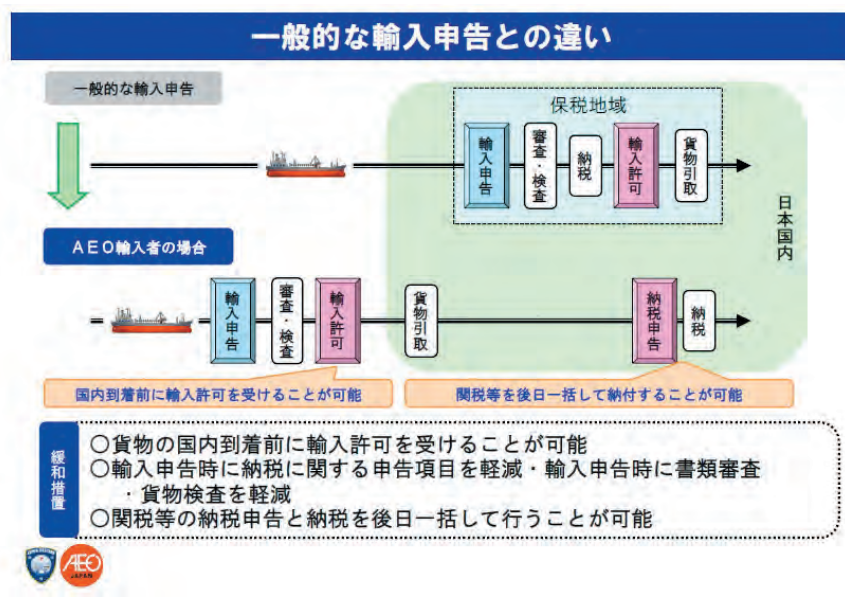 一般的な輸入申告との違い
一般的な輸入申告
保税地域
輸入申告
審査・検査
納税
輸入許可
貨物引取
日本国内
AEO輸入者の場合
輸入申告
審査・検査
輸入許可
貨物引取
納税申告
納税
国内到着前に輸入許可を受けることが可能
関税等を後日一括して納付することが可能
緩和措置
○貨物の国内到着前に輸入許可を受けることが可能
○輸入申告時に納税に関する申告項目を軽減・輸入申告時に書類審査
・貨物検査を軽減
○関税等の納税申告と納税を後日一括して行うことが可能
AEO
JAPAN